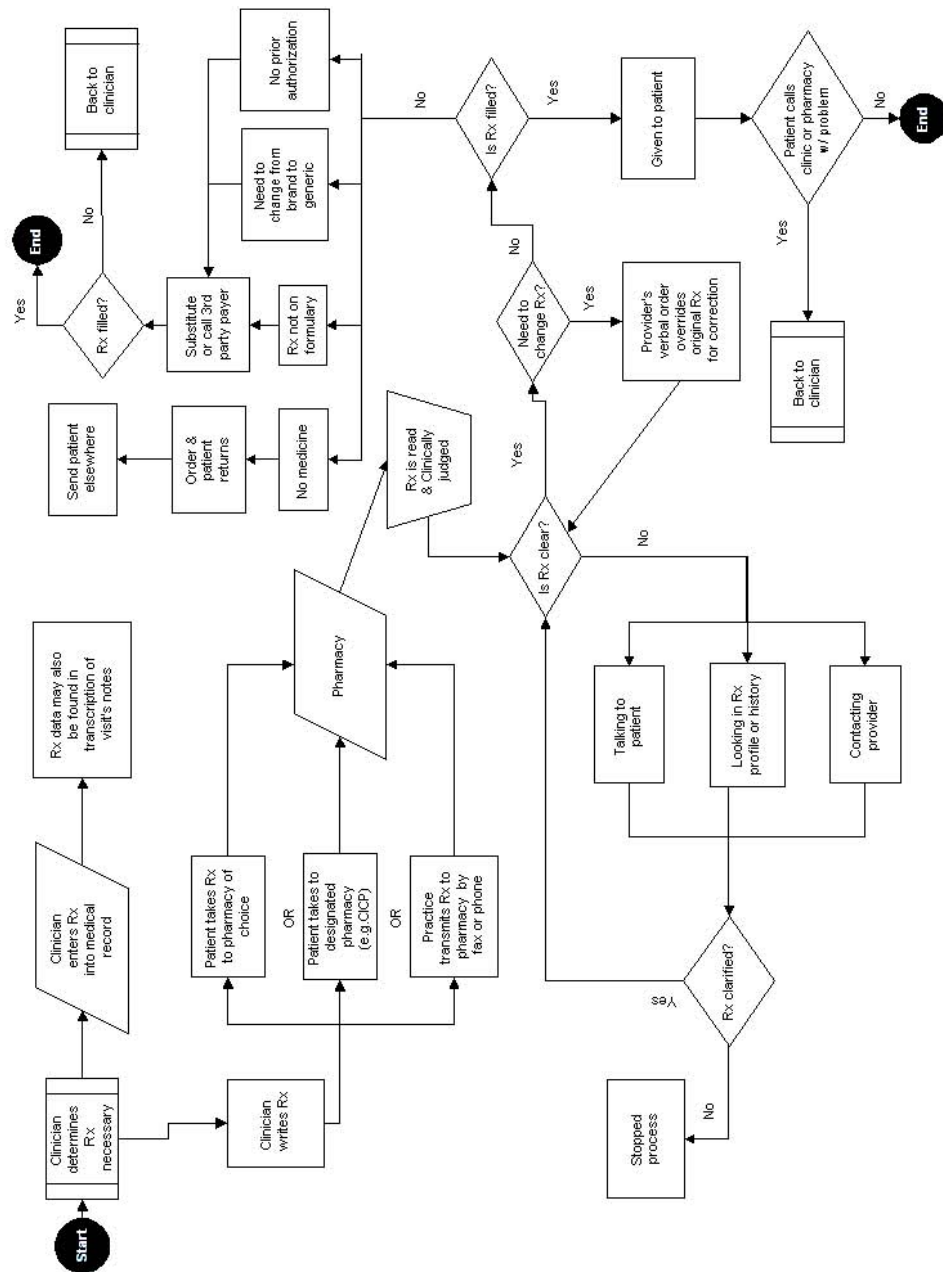 Start
Clinician
determines
Rx
necessary
Clinician
enters Rx
into medical
record
Rx data may also
be found in
transcription of
visit's notes
Clinician
writes Rx
Patient takes Rx
to pharmacy of
choice
OR
Patient takes to
designated
pharmacy
(e.g.CICP)
OR
Practice
transmits Rx to
pharmacy by
fax or phone
Pharmacy
Rx is read
& Clinically
judged
Is Rx clear?
Yes
No
Talking to
patient
Looking in Rx
profile or history
Contacting
provider
Rx clarified?
Yes
No
Stopped
process
Need to
change Rx?
No
Yes
Provider's
verbal order
overrides
original Rx
for correction
Is Rx filled?
No
Yes
Given to patient
Patient calls
clinic or pharmacy
w/ problem
Yes
No
Back to
clinician
End
No medicine
Order &
patient
returns
Send patient
elsewhere
Rx not on
formulary
Need to
change from
brand to
generic
No prior
authorization
Substitute
or call 3rd
party payer
Rx filled?
Yes
No
End
Back to
clinician